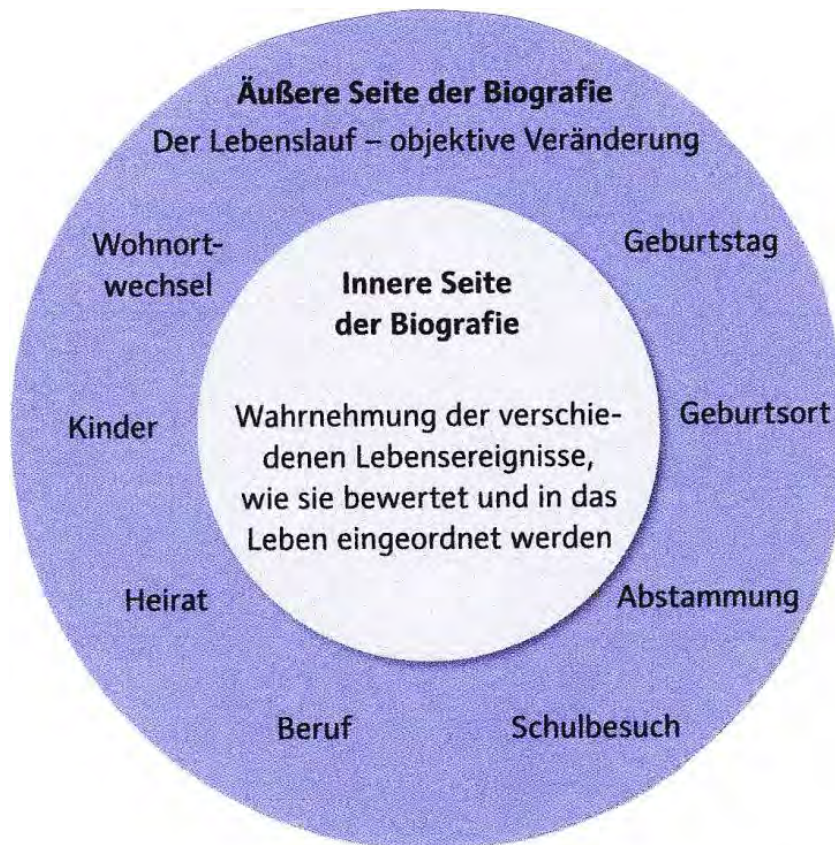 Äußere Seite der Biografie
Der Lebenslauf – objektive Veränderung
Wohnort-
wechsel
Geburtstag
Innere Seite
der Biografie
Kinder
Wahrnehmung der verschie-
denen Lebensereignisse,
wie sie bewertet und in das
Leben eingeordnet werden
Geburtsort
Heirat
Abstammung
Beruf
Schulbesuch